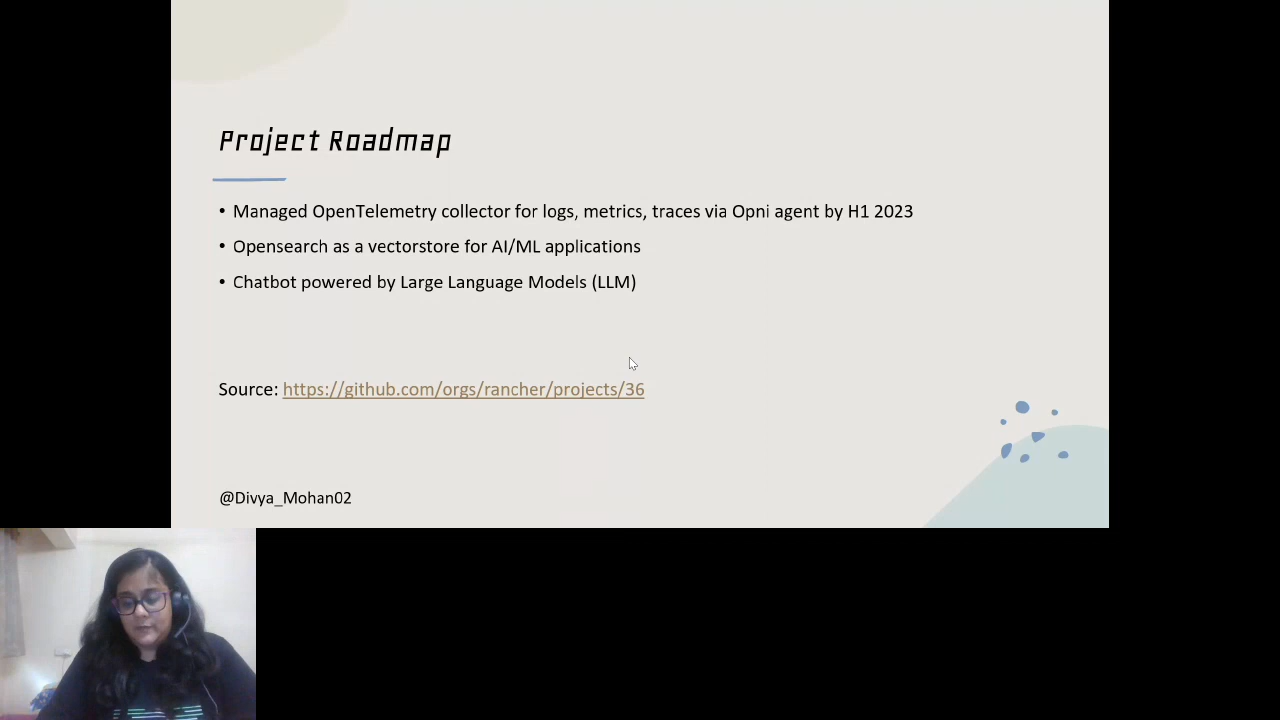 Project Roadmap
• Managed OpenTelemetry collector for logs, metrics, traces via Opni agent by H1 2023
• Opensearch as a vectorstore for AI/ML applications
• Chatbot powered by Large Language Models (LLM)
Source: https://github.com/orgs/rancher/projects/36
@Divya_Mohan02